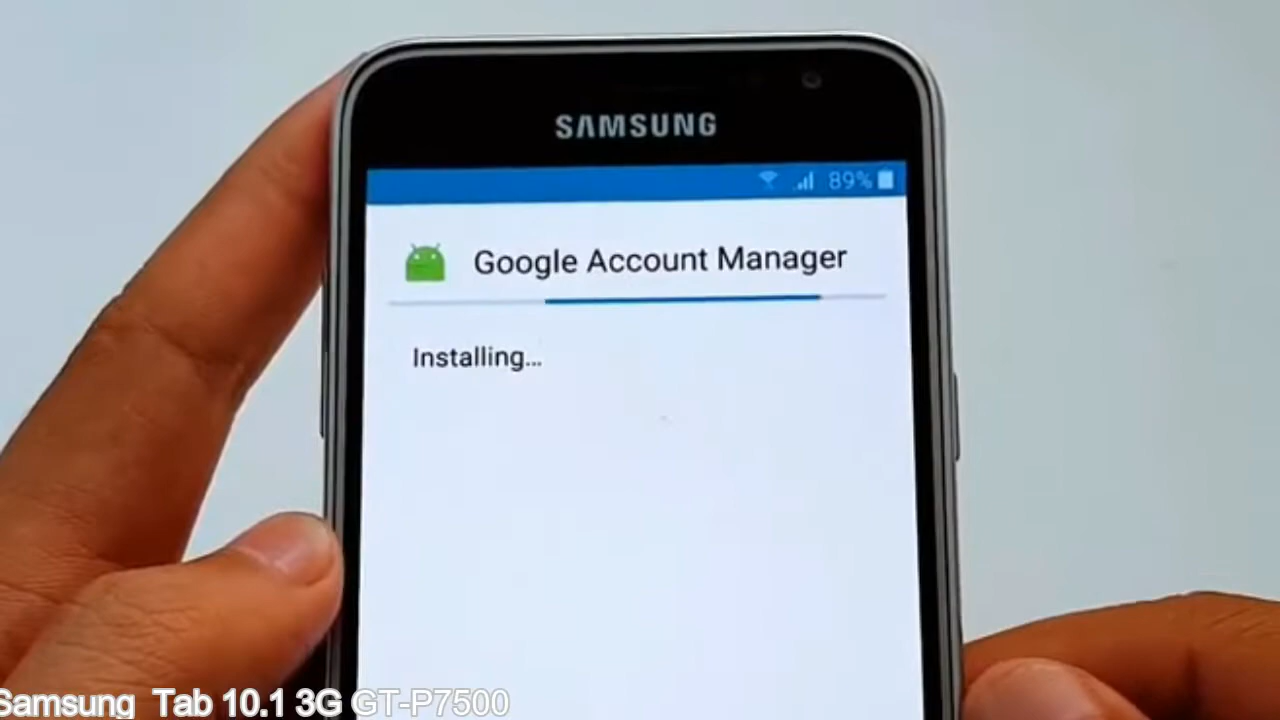 SAMSUNG
89%
Google Account Manager
Installing...
Samsung Tab 10.1 3G GT-P7500